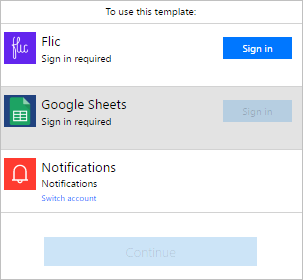 To use this template:
flic
Flic
Sign in required
Sign in
Google Sheets
Sign in required
Sign in
Notifications
Notifications
Switch account
Continue